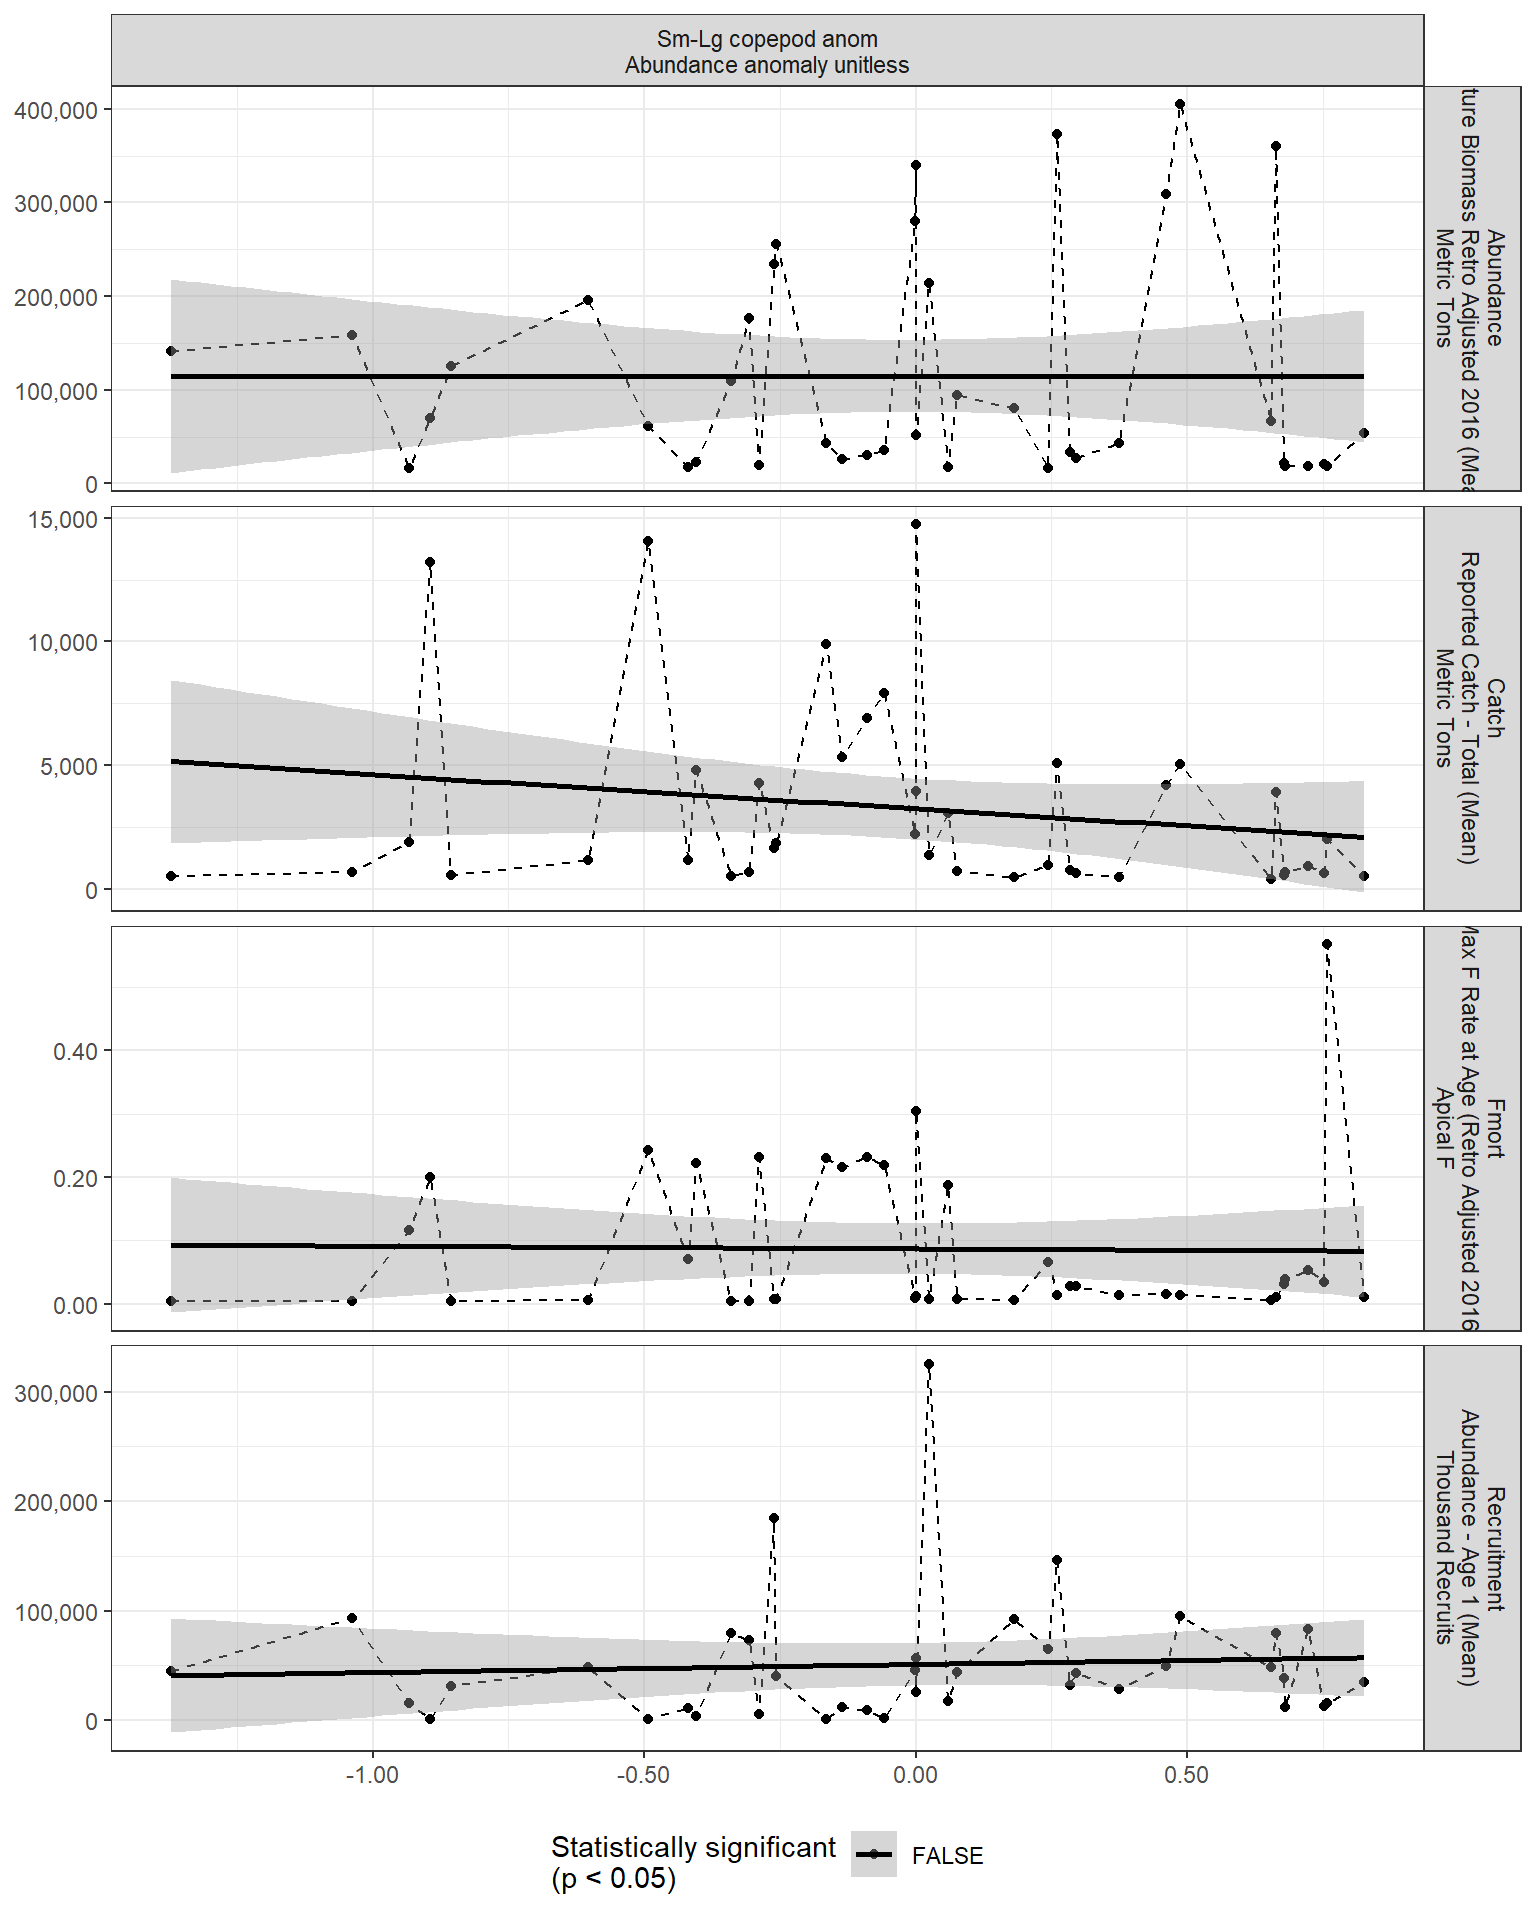 Sm-Lg copepod anom
Abundance anomaly unitless
400,000
300,000
200,000
100,000
0
Abundance
ture Biomass Retro Adjusted 2016 (Mea
Metric Tons
15,000
10,000
5,000
0
Catch
Reported Catch - Total (Mean)
Metric Tons
0.40
0.20
0.00
Fmort
Max F Rate at Age (Retro Adjusted 2016
Apical F
300,000
200,000
100,000
0
Recruitment
Abundance - Age 1 (Mean)
Thousand Recruits
-1.00
-0.50
0.00
0.50
Statistically significant
(p < 0.05)
FALSE